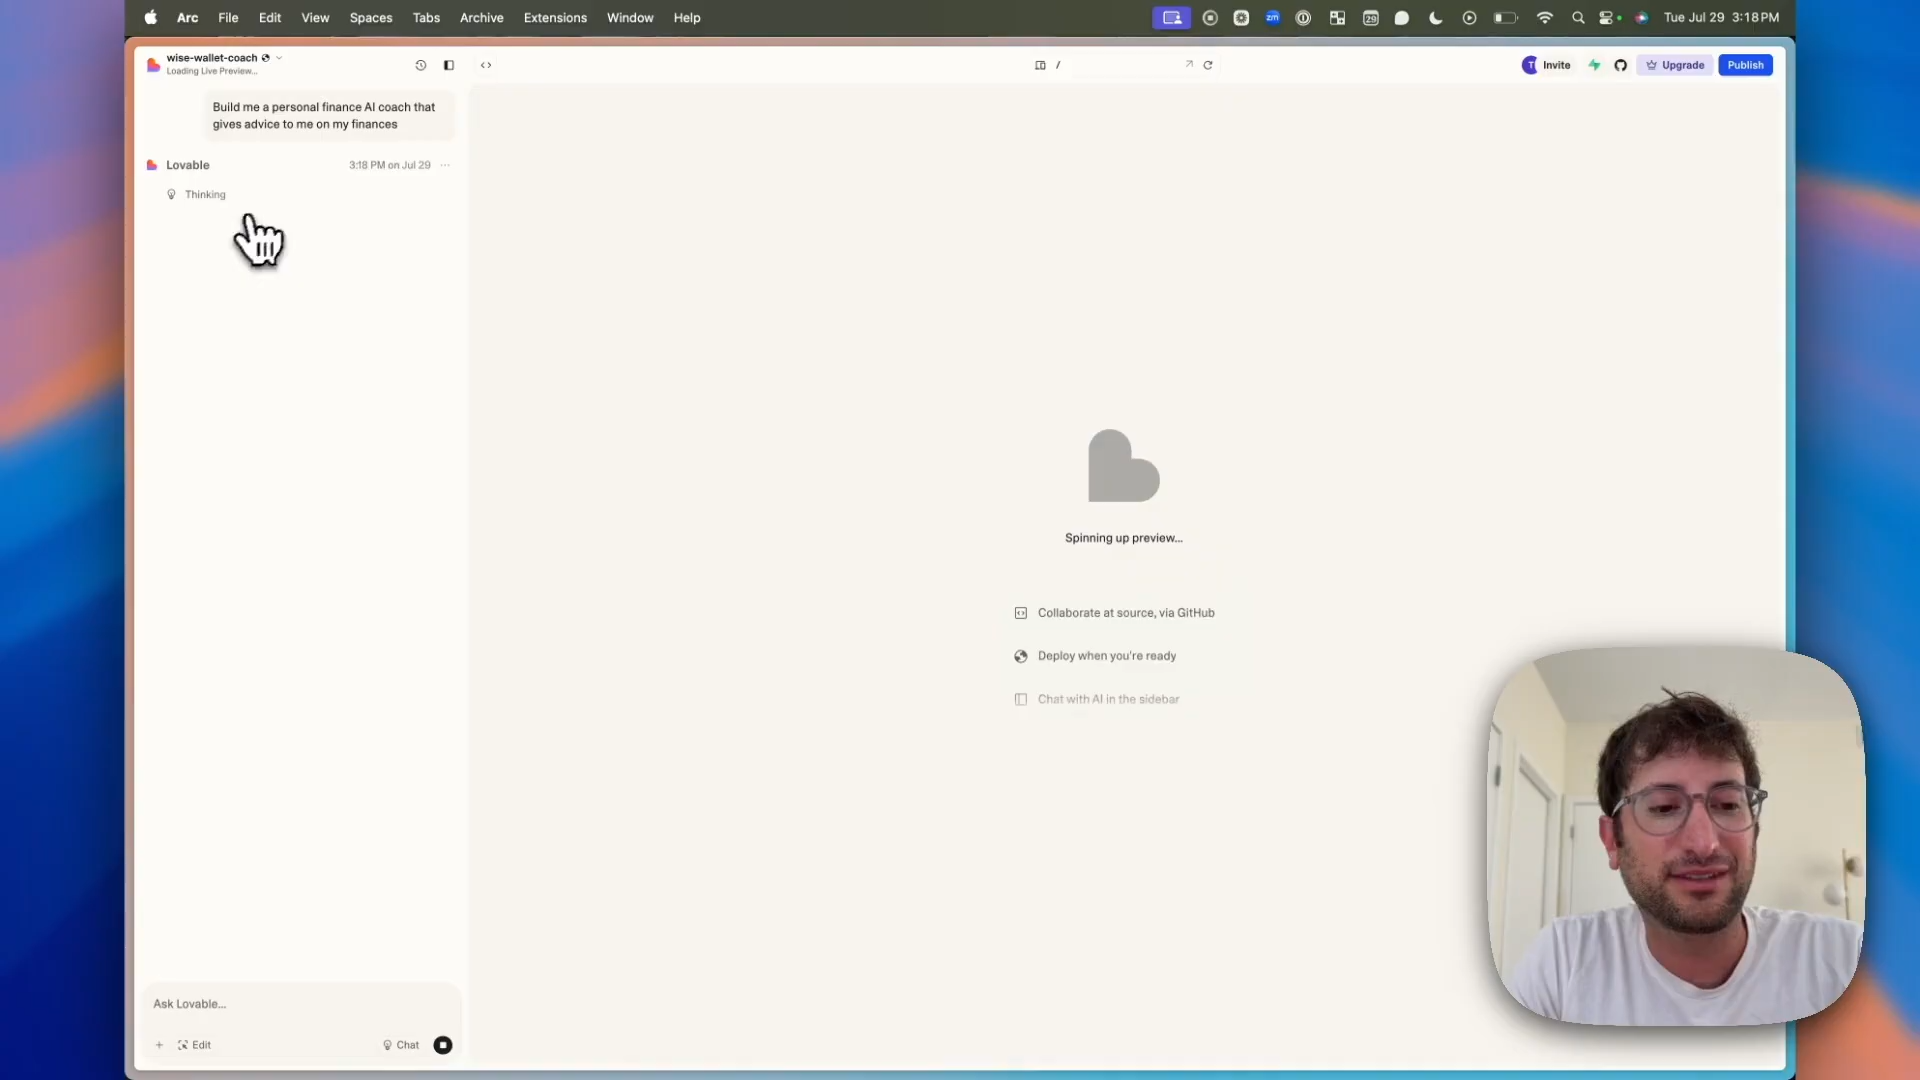 Arc File Edit View Spaces Tabs Archive Extensions Window Help
zm
29
Tue Jul 29 3:18 PM
wise-wallet-coach
Loading Live Preview...
/
T
Invite
Upgrade
Publish
Build me a personal finance AI coach that
gives advice to me on my finances
Lovable
3:18 PM on Jul 29
Thinking
Spinning up preview...
Collaborate at source, via GitHub
Deploy when you're ready
Chat with AI in the sidebar
Ask Lovable...
Edit
Chat